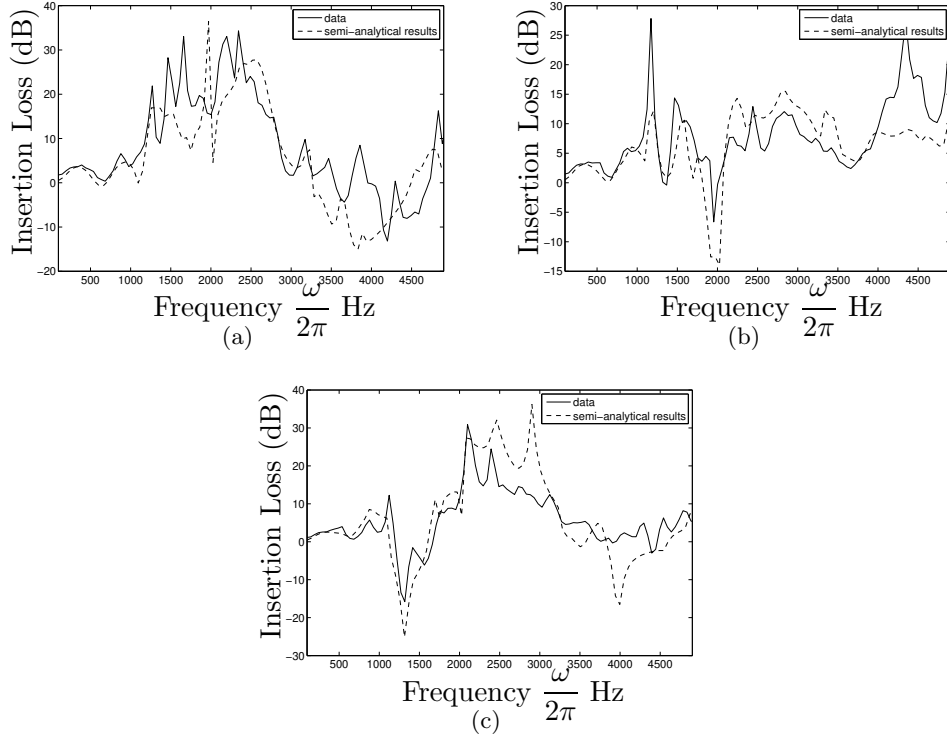 Insertion Loss (dB)
40
30
20
10
0
−10
−20
data
semi−analytical results
500 1000 1500 2000 2500 3000 3500 4000 4500
Frequency ω/2π Hz
(a)
Insertion Loss (dB)
30
25
20
15
10
5
0
−5
−10
−15
data
semi−analytical results
500 1000 1500 2000 2500 3000 3500 4000 4500
Frequency ω/2π Hz
(b)
Insertion Loss (dB)
40
30
20
10
0
−10
−20
−30
data
semi−analytical results
500 1000 1500 2000 2500 3000 3500 4000 4500
Frequency ω/2π Hz
(c)